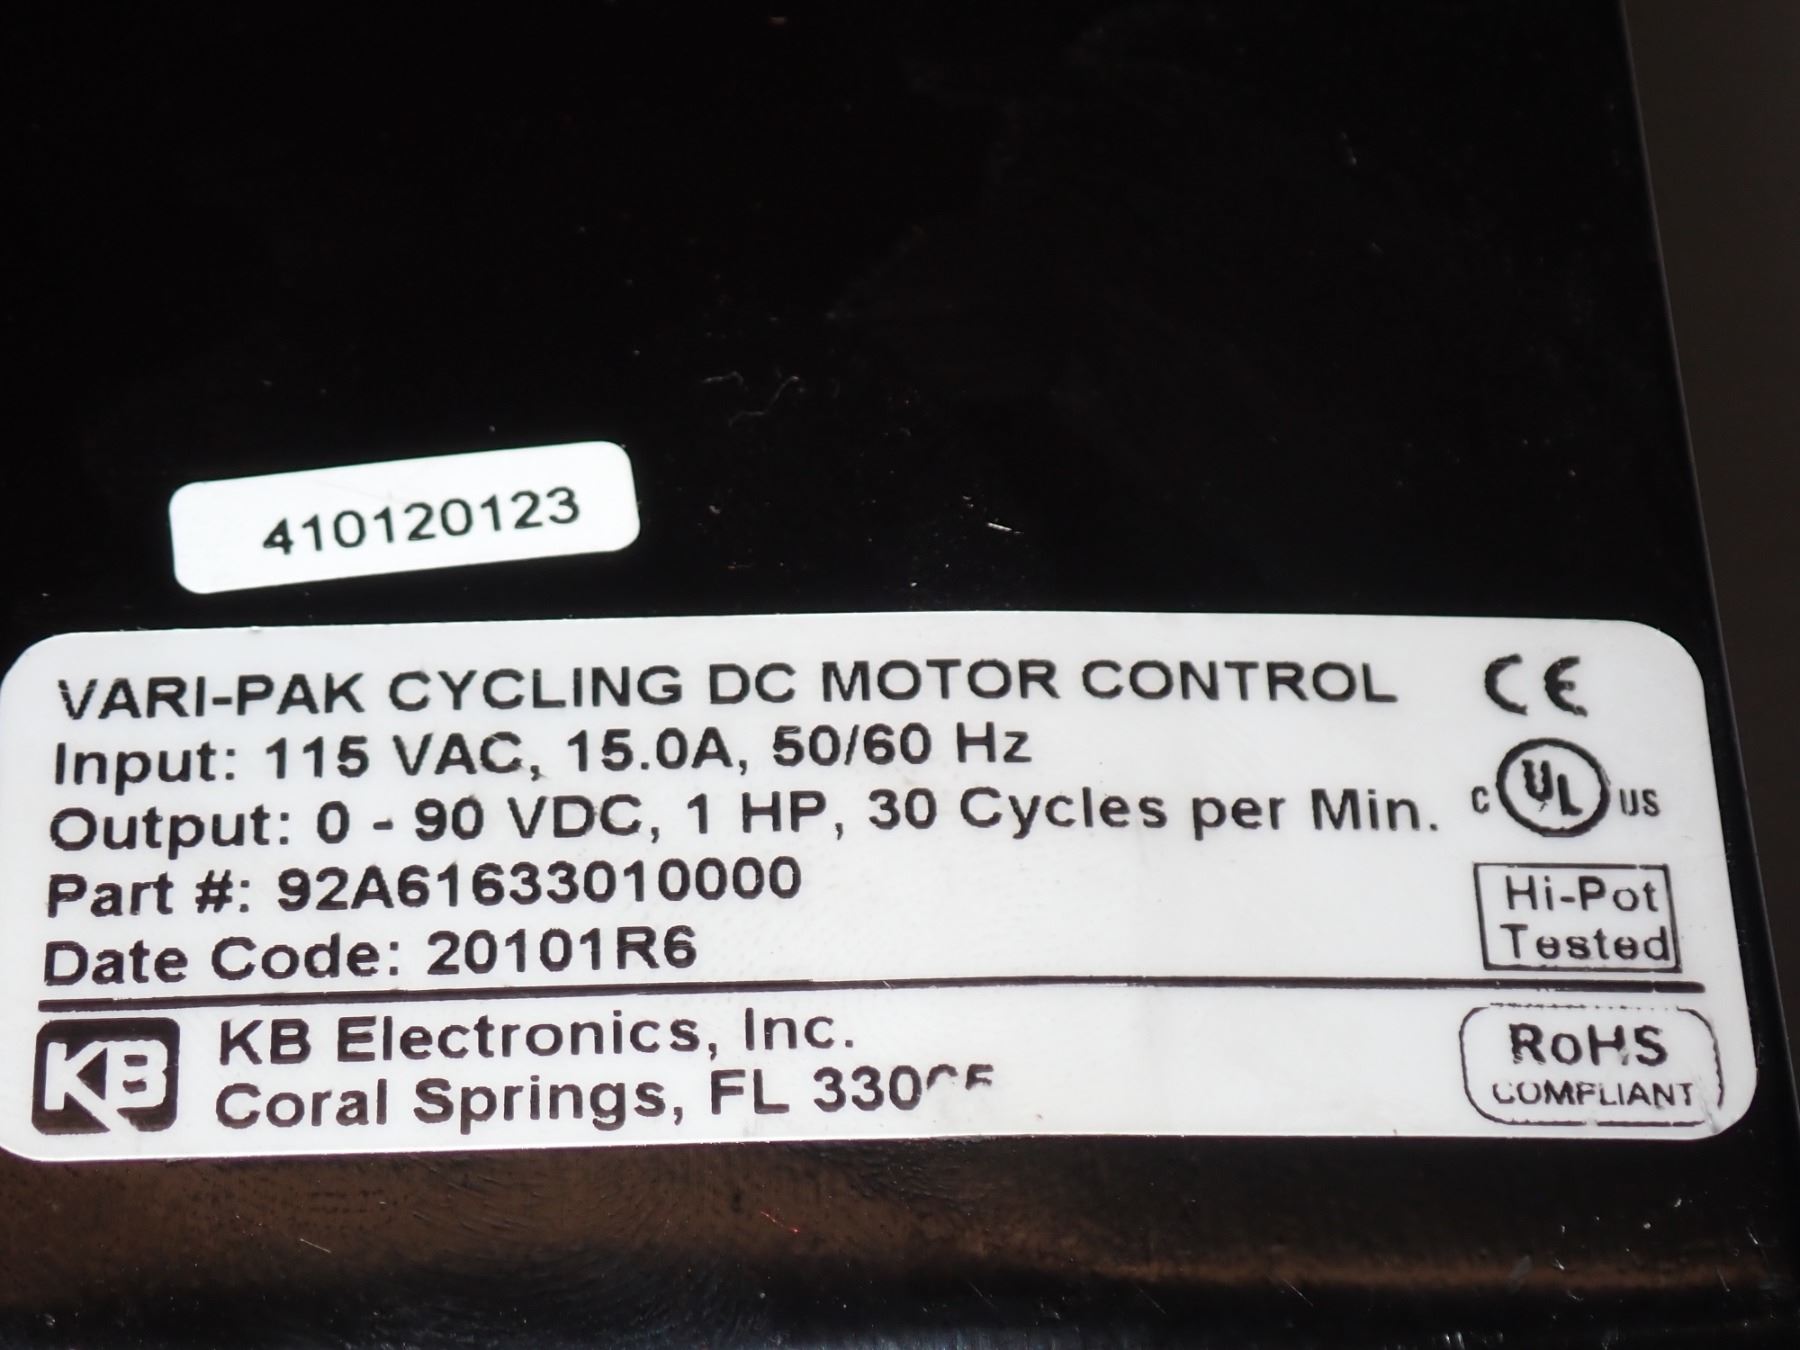 410120123
VARI-PAK CYCLING DC MOTOR CONTROL
CE
Input: 115 VAC, 15.0A, 50/60 Hz
Output: 0 - 90 VDC, 1 HP, 30 Cycles per Min.
C UL US
Part #: 92A61633010000
Hi-Pot
Tested
Date Code: 20101R6
KB
KB Electronics, Inc.
Coral Springs, FL
RoHS
COMPLIANT